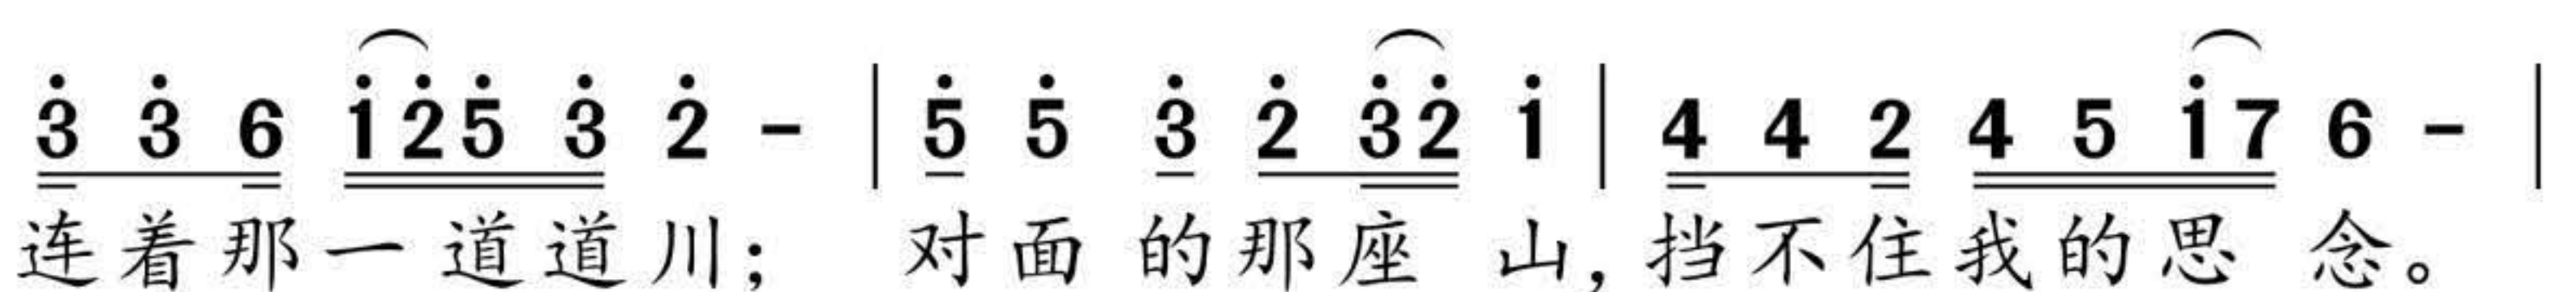 3̇ 3̇ 6 1̇ 2̇ 5̇ 3̇ 2̇ - | 5̇ 5̇ 3̇ 2̇ 3̇ 2̇ 1̇ | 4 4 2 4 5 1̇ 7 6 - |
连着那一道道川； 对面的那座山，挡不住我的思念。